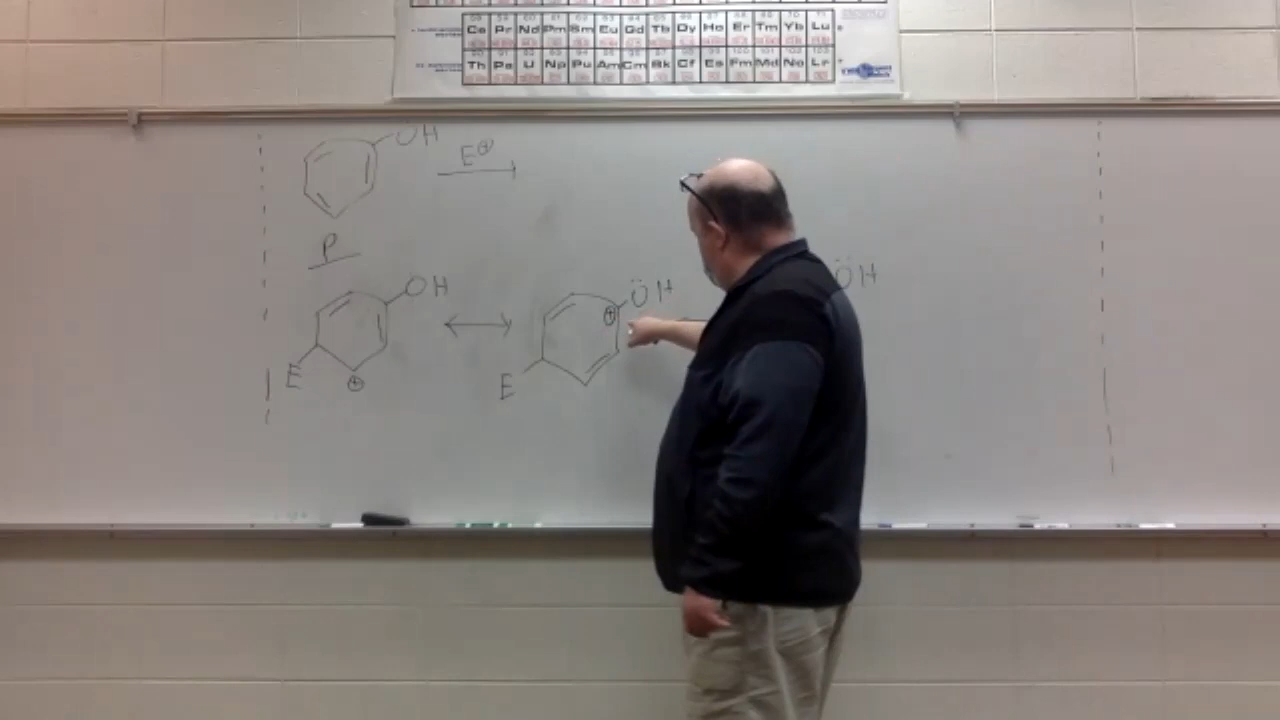 Ce Pr Nd Pm Sm Eu Gd Tb Dy Ho Er Tm Yb Lu
Th Pa U Np Pu Am Cm Bk Cf Es Fm Md No Lr
OH
E⊕
P
OH
ÖH
ÖH
⊕
E
⊕
E